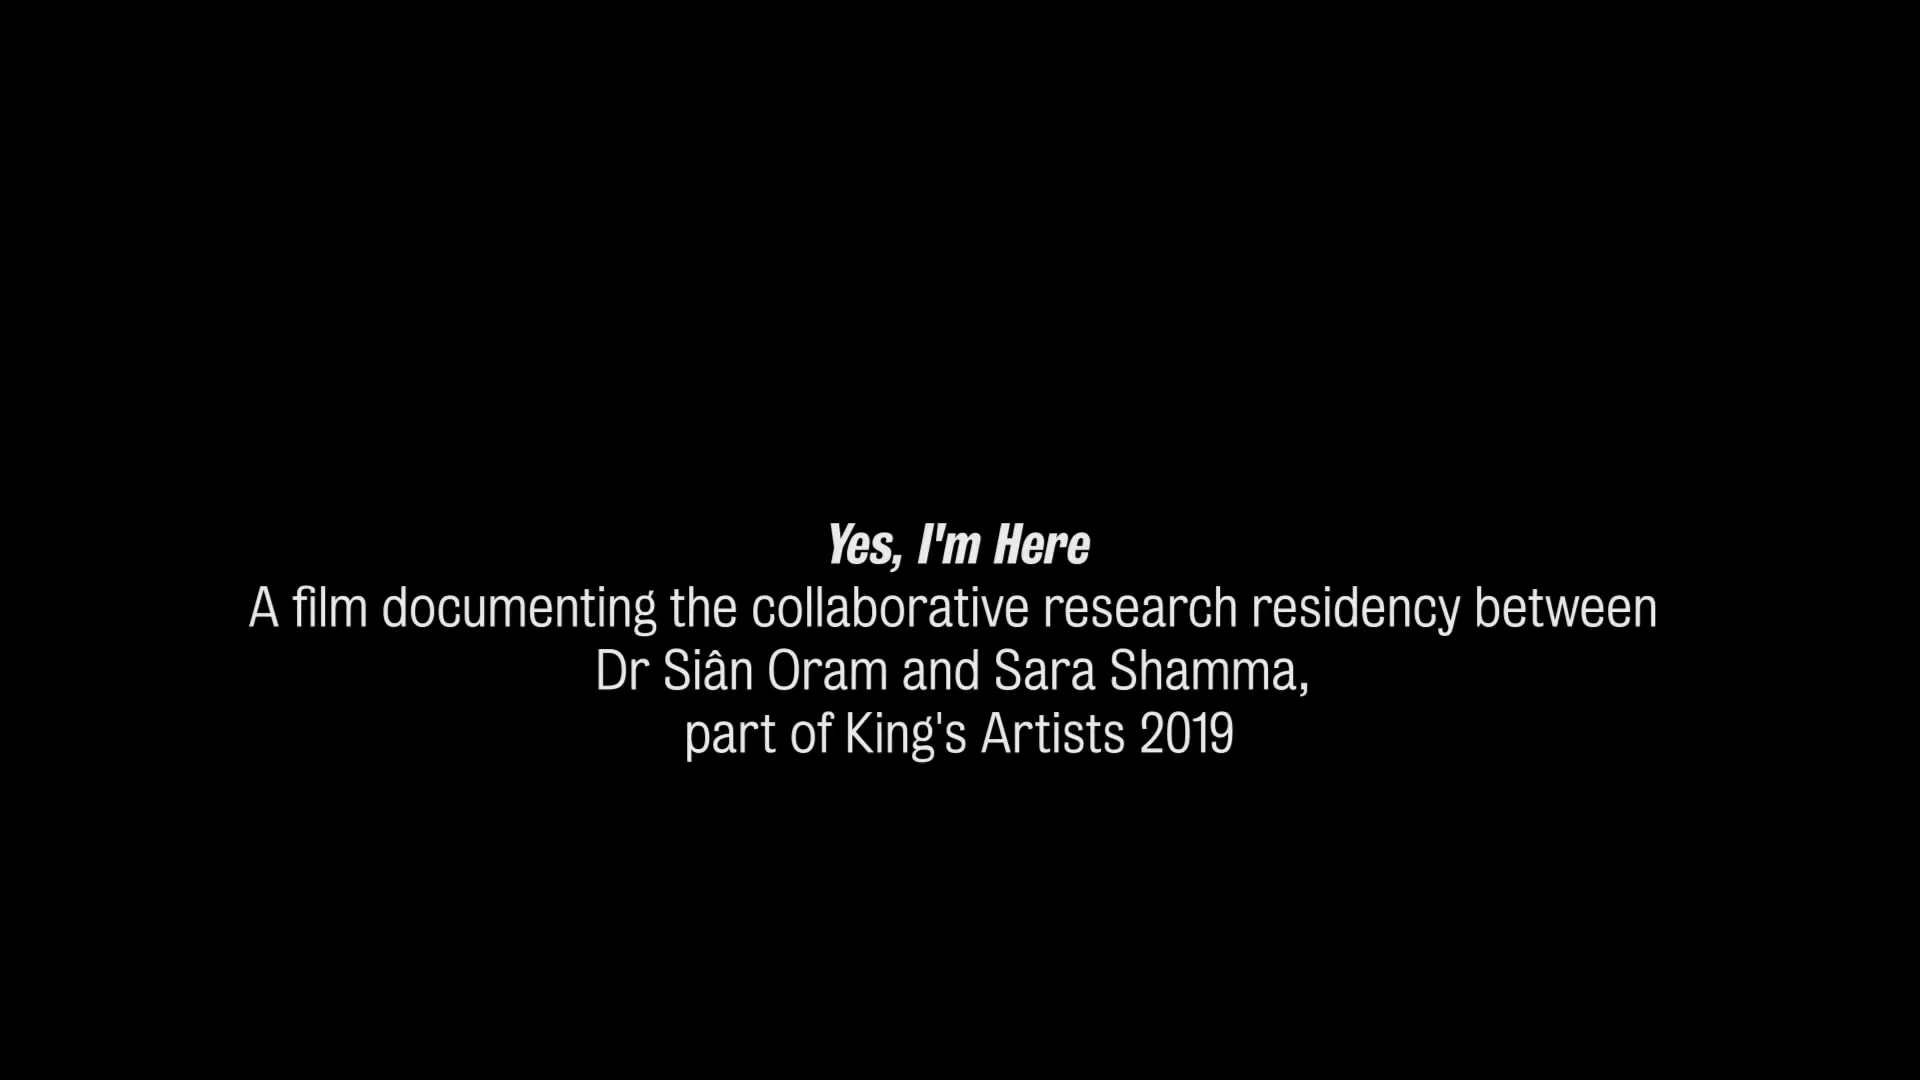 Yes, I'm Here
A film documenting the collaborative research residency between
Dr Siân Oram and Sara Shamma,
part of King's Artists 2019